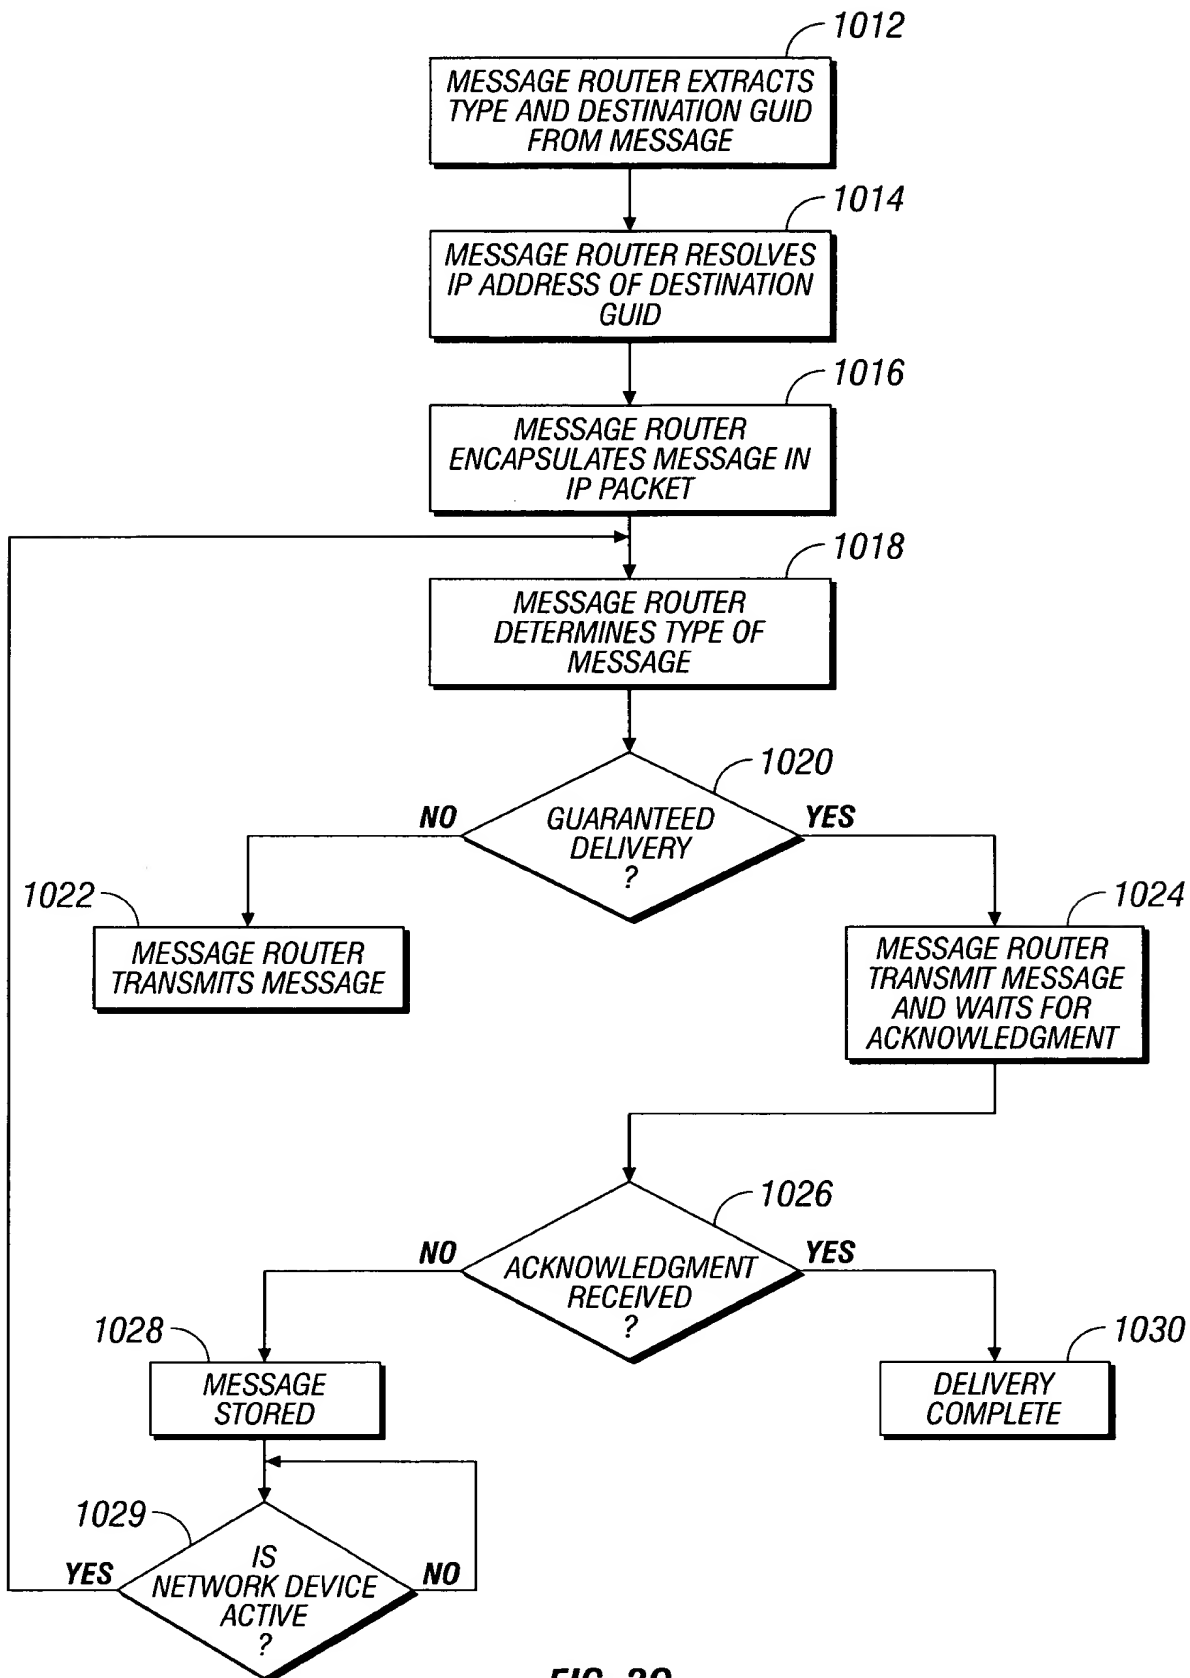 1012
MESSAGE ROUTER EXTRACTS
TYPE AND DESTINATION GUID
FROM MESSAGE
1014
MESSAGE ROUTER RESOLVES
IP ADDRESS OF DESTINATION
GUID
1016
MESSAGE ROUTER
ENCAPSULATES MESSAGE IN
IP PACKET
1018
MESSAGE ROUTER
DETERMINES TYPE OF
MESSAGE
1020
NO
GUARANTEED
DELIVERY
?
YES
1022
MESSAGE ROUTER
TRANSMITS MESSAGE
1024
MESSAGE ROUTER
TRANSMIT MESSAGE
AND WAITS FOR
ACKNOWLEDGMENT
1026
NO
ACKNOWLEDGMENT
RECEIVED
?
YES
1028
MESSAGE
STORED
1030
DELIVERY
COMPLETE
1029
YES
IS
NETWORK DEVICE
ACTIVE
?
NO